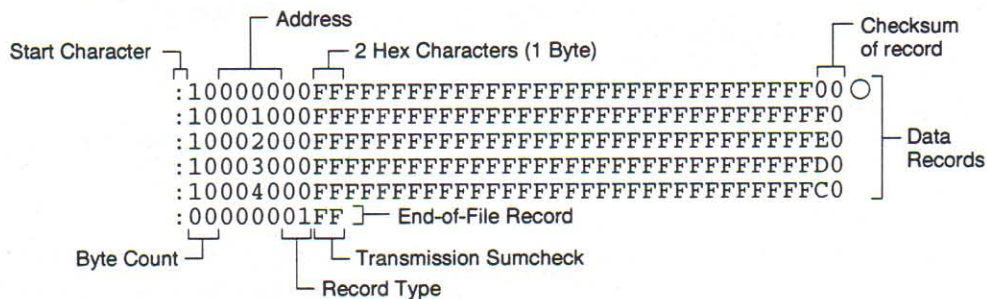 Address
Checksum
of record
Start Character
2 Hex Characters (1 Byte)
:10000000FFFFFFFFFFFFFFFFFFFFFFFFFFFFFFFF00
:10001000FFFFFFFFFFFFFFFFFFFFFFFFFFFFFFFFF0
:10002000FFFFFFFFFFFFFFFFFFFFFFFFFFFFFFFFE0
:10003000FFFFFFFFFFFFFFFFFFFFFFFFFFFFFFFFD0
:10004000FFFFFFFFFFFFFFFFFFFFFFFFFFFFFFFFC0
Data
Records
:00000001FF
End-of-File Record
Byte Count
Transmission Sumcheck
Record Type